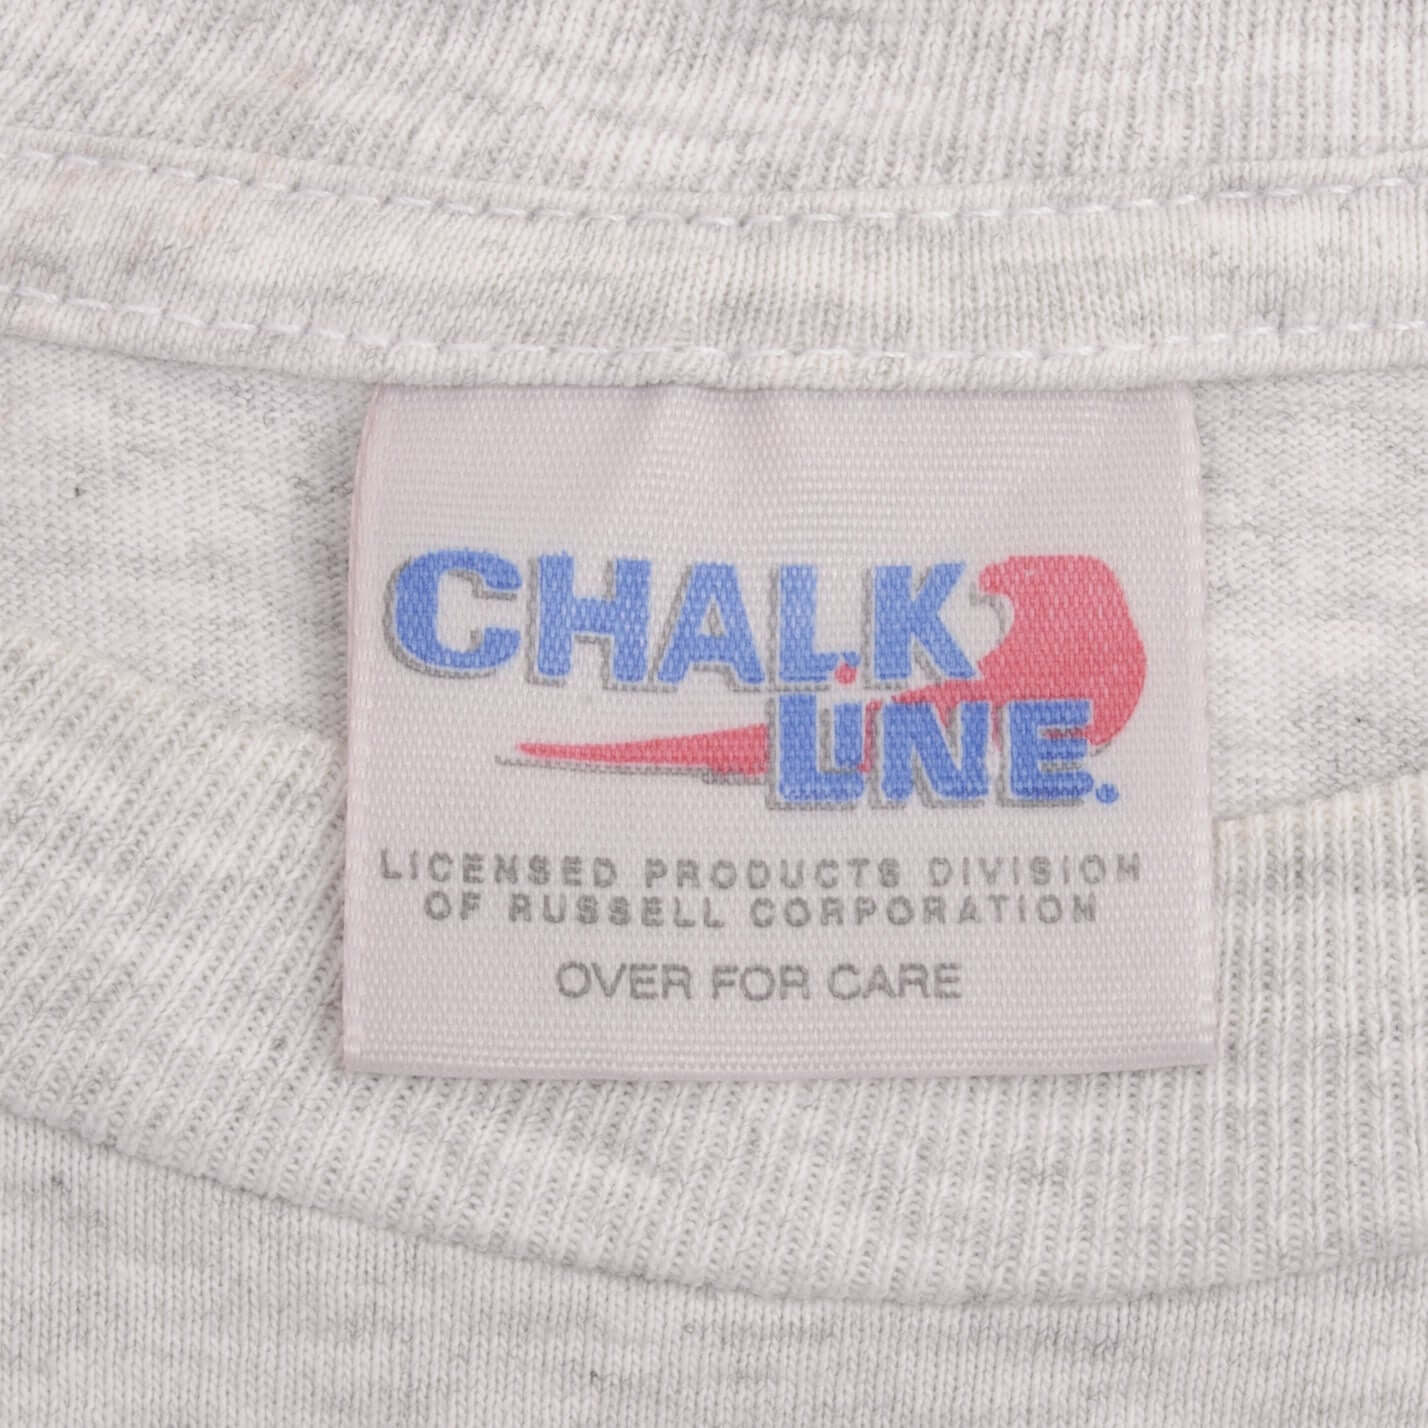 CHALK
LINE.
LICENSED PRODUCTS DIVISION
OF RUSSELL CORPORATION
OVER FOR CARE